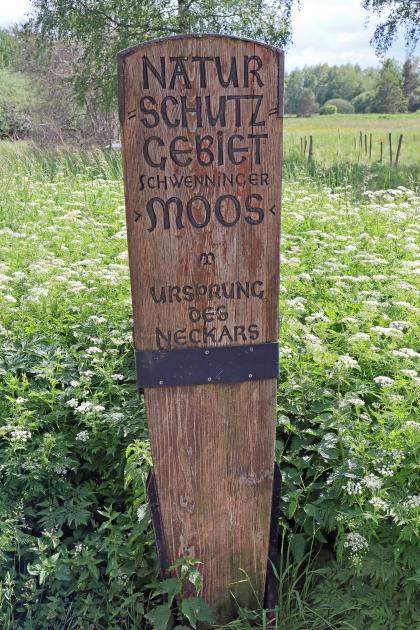 NATUR
=SCHUTZ=
GEBIET
SCHWENNINGER
>MOOS<
m
URSPRUNG
DES
NECKARS